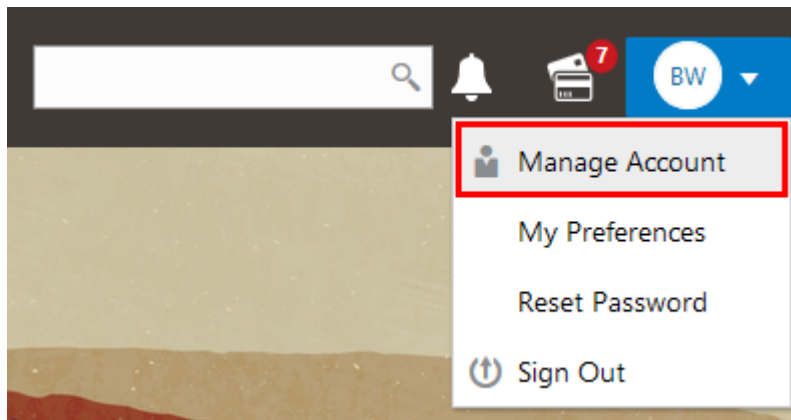 7
BW
Manage Account
My Preferences
Reset Password
Sign Out